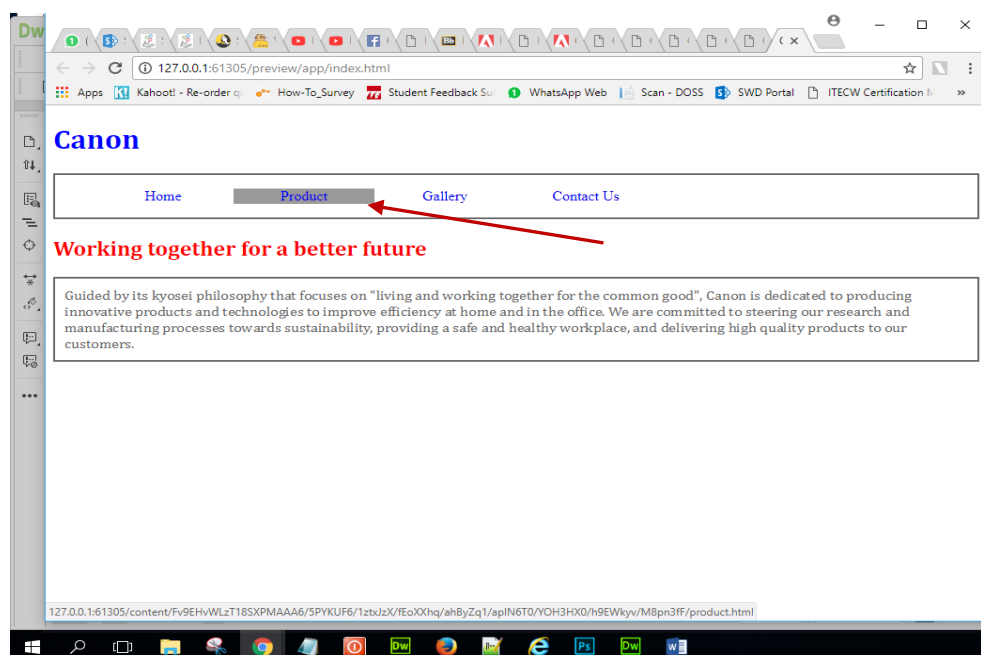 Dw
127.0.0.1:61305/preview/app/index.html
Apps Kahoot! - Re-order q How-To_Survey Student Feedback Su WhatsApp Web Scan - DOSS SWD Portal ITECW Certification
Canon
Home Product Gallery Contact Us
Working together for a better future
Guided by its kyosei philosophy that focuses on "living and working together for the common good", Canon is dedicated to producing
innovative products and technologies to improve efficiency at home and in the office. We are committed to steering our research and
manufacturing processes towards sustainability, providing a safe and healthy workplace, and delivering high quality products to our
customers.
127.0.0.1:61305/content/Fv9EHvWLzT18SXPMAAA6/5PYKUF6/1ztxJzX/fEoXXhq/ahByZq1/apIN6T0/YOH3HX0/h9EWkyv/M8pn3fF/product.html
Dw Ps Dw